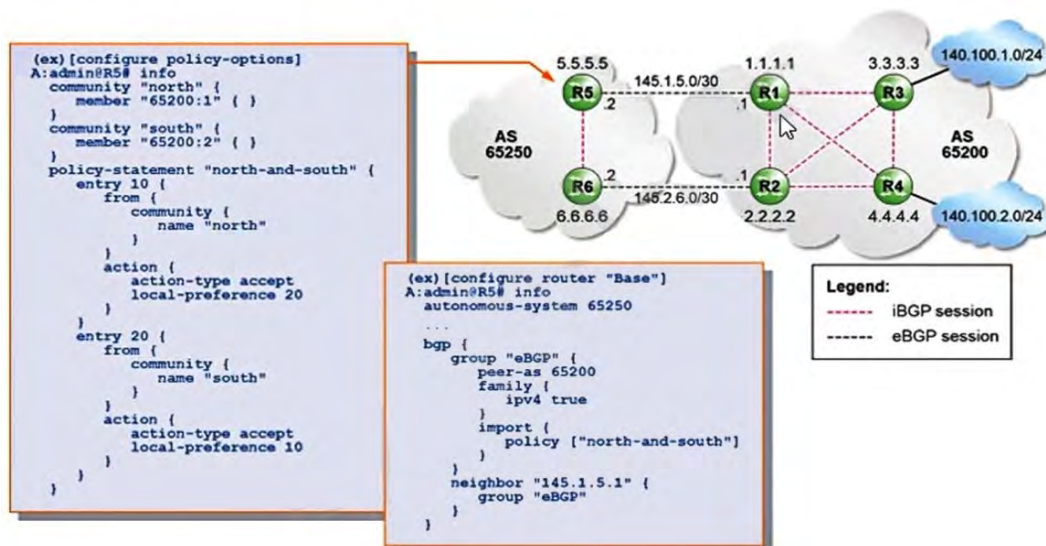 (ex)[configure policy-options]
A:admin@R5# info
community "north" {
member "65200:1" { }
}
community "south" {
member "65200:2" { }
}
policy-statement "north-and-south" {
entry 10 {
from {
community {
name "north"
}
}
action {
action-type accept
local-preference 20
}
}
entry 20 {
from {
community {
name "south"
}
}
action {
action-type accept
local-preference 10
}
}
}
(ex)[configure router "Base"]
A:admin@R5# info
autonomous-system 65250
...
bgp {
group "eBGP" {
peer-as 65200
family {
ipv4 true
}
import {
policy ["north-and-south"]
}
}
neighbor "145.1.5.1" {
group "eBGP"
}
}
5.5.5.5
145.1.5.0/30
1.1.1.1
3.3.3.3
140.100.1.0/24
R5
.2
.1
R1
R3
AS
65250
AS
65200
R6
.2
145.2.6.0/30
.1
R2
R4
6.6.6.6
2.2.2.2
4.4.4.4
140.100.2.0/24
Legend:
iBGP session
eBGP session